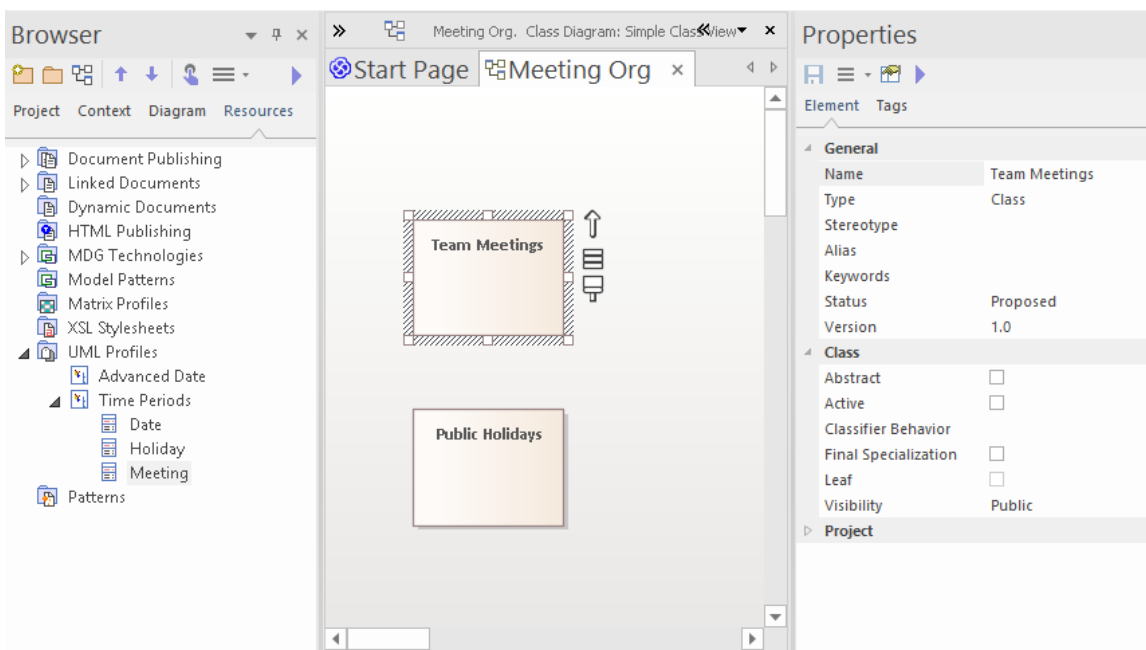 Browser
Project Context Diagram Resources
Document Publishing
Linked Documents
Dynamic Documents
HTML Publishing
MDG Technologies
Model Patterns
Matrix Profiles
XSL Stylesheets
UML Profiles
Advanced Date
Time Periods
Date
Holiday
Meeting
Patterns
Meeting Org. Class Diagram: Simple Class View
Start Page Meeting Org
Team Meetings
Public Holidays
Properties
Element Tags
General
Name Team Meetings
Type Class
Stereotype
Alias
Keywords
Status Proposed
Version 1.0
Class
Abstract
Active
Classifier Behavior
Final Specialization
Leaf
Visibility Public
Project